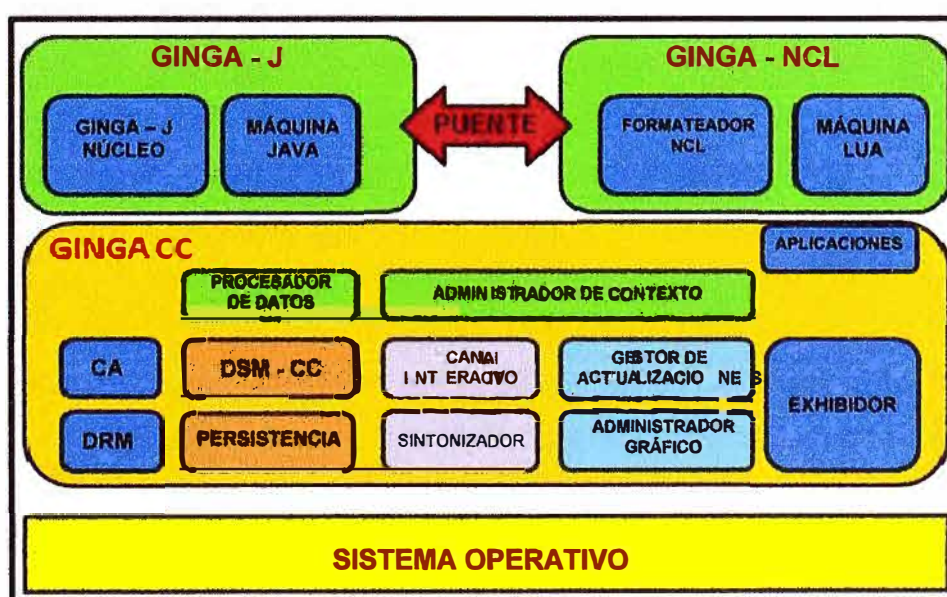 GINGA - J
GINGA – J
NÚCLEO
MÁQUINA
JAVA
PUENTE
GINGA - NCL
FORMATEADOR
NCL
MÁQUINA
LUA
GINGA CC
APLICACIONES
PROCESADOR
DE DATOS
ADMINISTRADOR DE CONTEXTO
CA
DSM - CC
CANAL
INTERACTIVO
GESTOR DE
ACTUALIZACIONES
EXHIBIDOR
DRM
PERSISTENCIA
SINTONIZADOR
ADMINISTRADOR
GRÁFICO
SISTEMA OPERATIVO